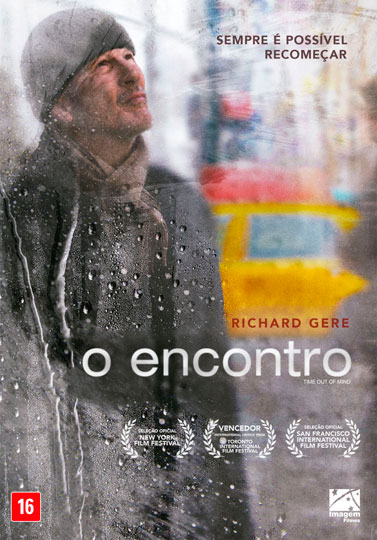 SEMPRE É POSSÍVEL
RECOMEÇAR
RICHARD GERE
o encontro
TIME OUT OF MIND
SELEÇÃO OFICIAL
NEW YORK
FILM FESTIVAL
VENCEDOR
TORONTO
INTERNATIONAL
FILM FESTIVAL
SELEÇÃO OFICIAL
SAN FRANCISCO
INTERNATIONAL
FILM FESTIVAL
16
Imagem
Filmes